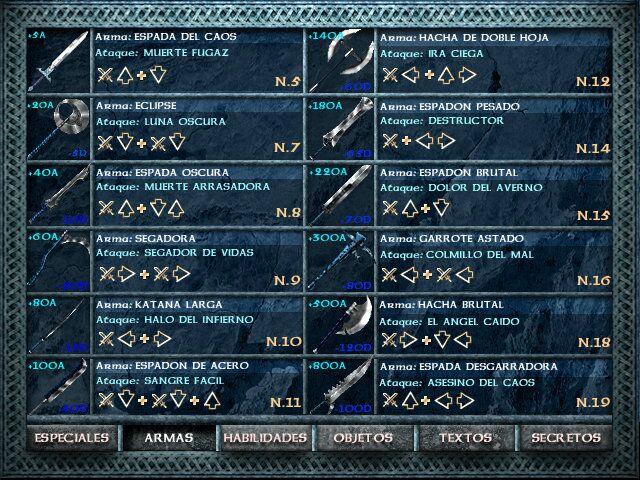 +5A
Arma: ESPADA DEL CAOS
Ataque: MUERTE FUGAZ
N.5
+20A
Arma: ECLIPSE
Ataque: LUNA OSCURA
-5D
N.7
+40A
Arma: ESPADA OSCURA
Ataque: MUERTE ARRASADORA
N.8
+60A
Arma: SEGADORA
Ataque: SEGADOR DE VIDAS
N.9
+80A
Arma: KATANA LARGA
Ataque: HALO DEL INFIERNO
N.10
+100A
Arma: ESPADON DE ACERO
Ataque: SANGRE FACIL
N.11
+140A
Arma: HACHA DE DOBLE HOJA
Ataque: IRA CIEGA
-60D
N.12
+180A
Arma: ESPADON PESADO
Ataque: DESTRUCTOR
-65D
N.14
+220A
Arma: ESPADON BRUTAL
Ataque: DOLOR DEL AVERNO
-70D
N.15
+300A
Arma: GARROTE ASTADO
Ataque: COLMILLO DEL MAL
-80D
N.16
+500A
Arma: HACHA BRUTAL
Ataque: EL ANGEL CAIDO
-120D
N.18
+800A
Arma: ESPADA DESGARRADORA
Ataque: ASESINO DEL CAOS
-100D
N.19
ESPECIALES
ARMAS
HABILIDADES
OBJETOS
TEXTOS
SECRETOS